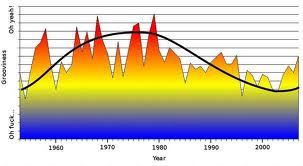 Oh yeah!
Grooviness
Oh fuck...
1960
1970
1980
1990
2000
Year